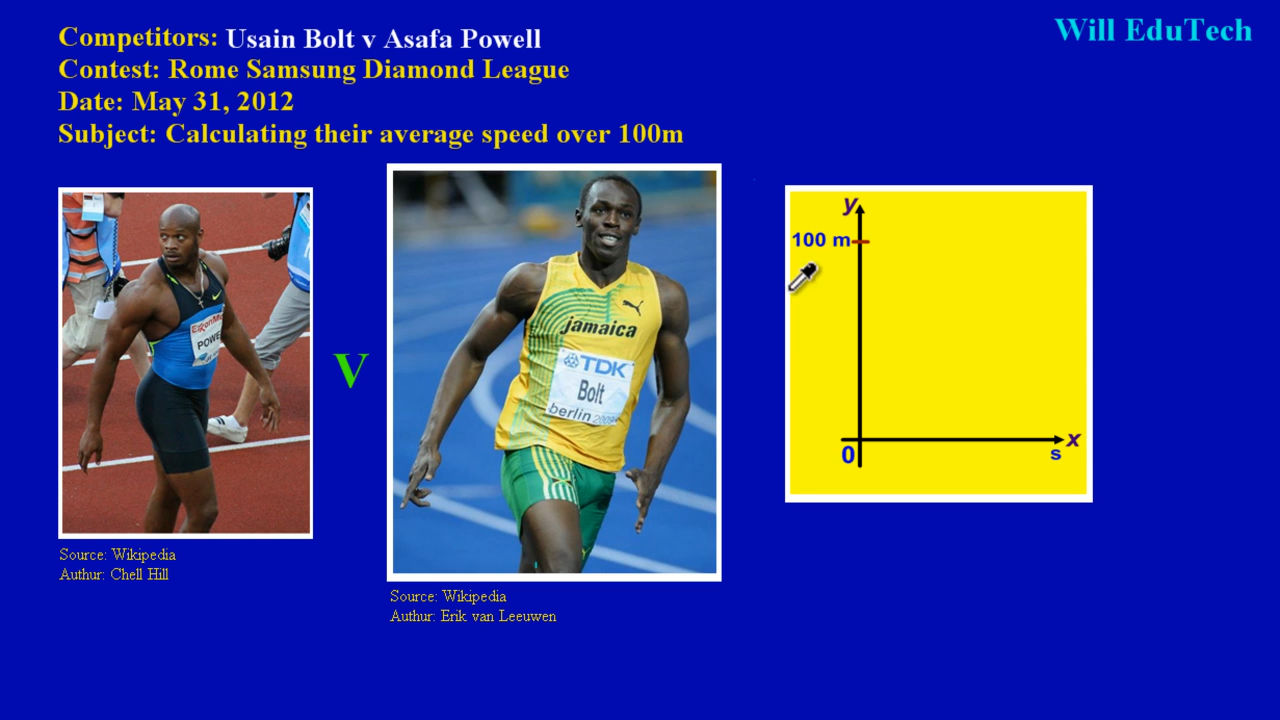 Competitors: Usain Bolt v Asafa Powell
Will EduTech
Contest: Rome Samsung Diamond League
Date: May 31, 2012
Subject: Calculating their average speed over 100m
POWE
V
jamaica
TDK
Bolt
berlin 2009
y
100 m
0
x
s
Source: Wikipedia
Authur: Chell Hill
Source: Wikipedia
Authur: Erik van Leeuwen